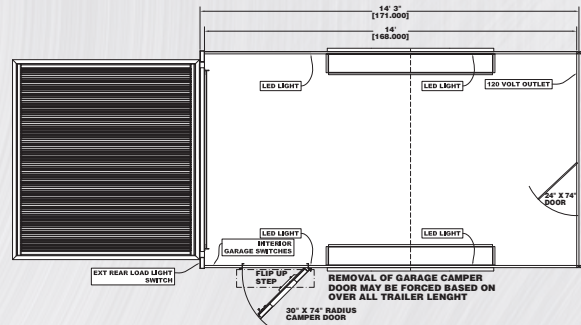 14' 3"
[171.000]
14'
[168.000]
LED LIGHT
LED LIGHT
120 VOLT OUTLET
24" X 74"
DOOR
LED LIGHT
LED LIGHT
INTERIOR
GARAGE SWITCHES
EXT REAR LOAD LIGHT
SWITCH
FLIP UP
STEP
REMOVAL OF GARAGE CAMPER
DOOR MAY BE FORCED BASED ON
OVER ALL TRAILER LENGHT
30" X 74" RADIUS
CAMPER DOOR